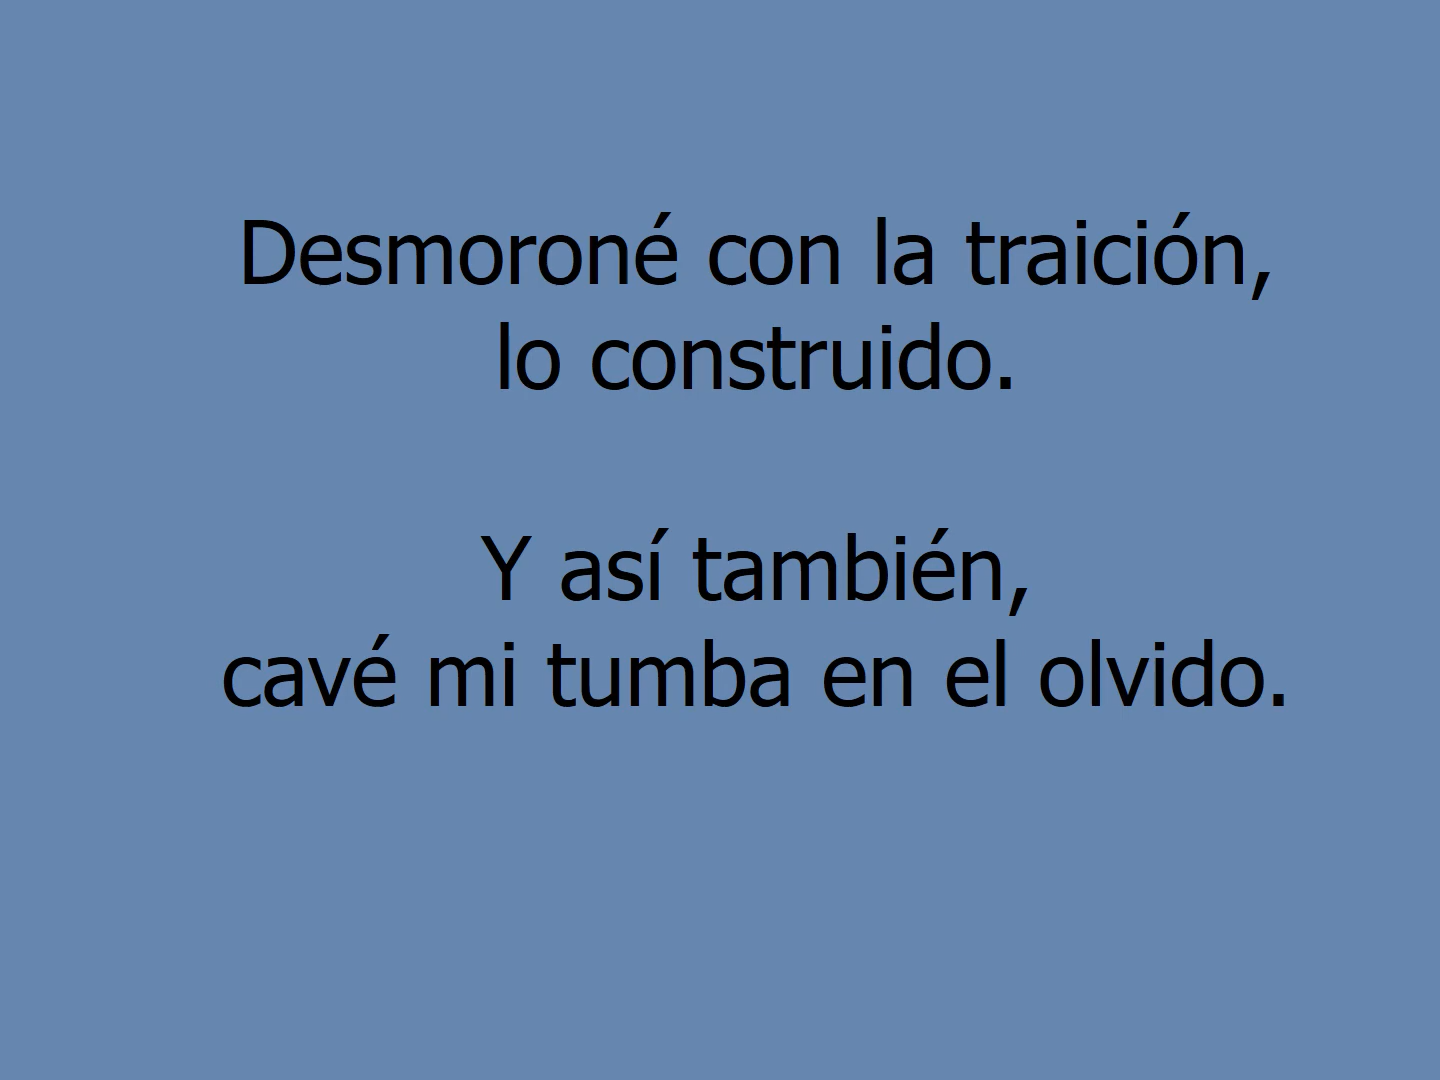 Desmoroné con la traición,
lo construido.
Y así también,
cavé mi tumba en el olvido.